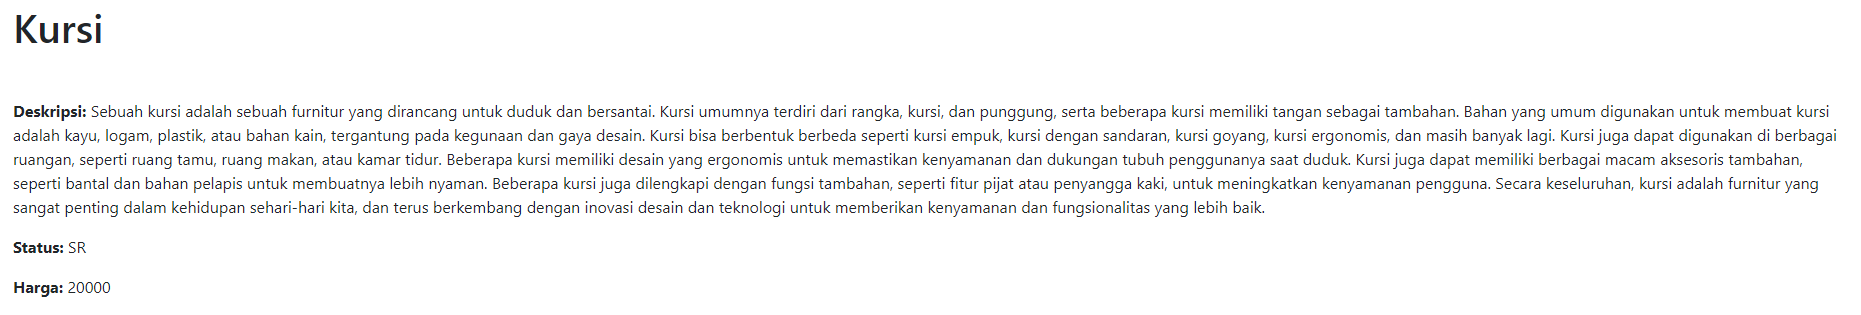 Kursi
Deskripsi: Sebuah kursi adalah sebuah furnitur yang dirancang untuk duduk dan bersantai. Kursi umumnya terdiri dari rangka, kursi, dan punggung, serta beberapa kursi memiliki tangan sebagai tambahan. Bahan yang umum digunakan untuk membuat kursi
adalah kayu, logam, plastik, atau bahan kain, tergantung pada kegunaan dan gaya desain. Kursi bisa berbentuk berbeda seperti kursi empuk, kursi dengan sandaran, kursi goyang, kursi ergonomis, dan masih banyak lagi. Kursi juga dapat digunakan di berbagai
ruangan, seperti ruang tamu, ruang makan, atau kamar tidur. Beberapa kursi memiliki desain yang ergonomis untuk memastikan kenyamanan dan dukungan tubuh penggunanya saat duduk. Kursi juga dapat memiliki berbagai macam aksesoris tambahan,
seperti bantal dan bahan pelapis untuk membuatnya lebih nyaman. Beberapa kursi juga dilengkapi dengan fungsi tambahan, seperti fitur pijat atau penyangga kaki, untuk meningkatkan kenyamanan pengguna. Secara keseluruhan, kursi adalah furnitur yang
sangat penting dalam kehidupan sehari-hari kita, dan terus berkembang dengan inovasi desain dan teknologi untuk memberikan kenyamanan dan fungsionalitas yang lebih baik.
Status: SR
Harga: 20000